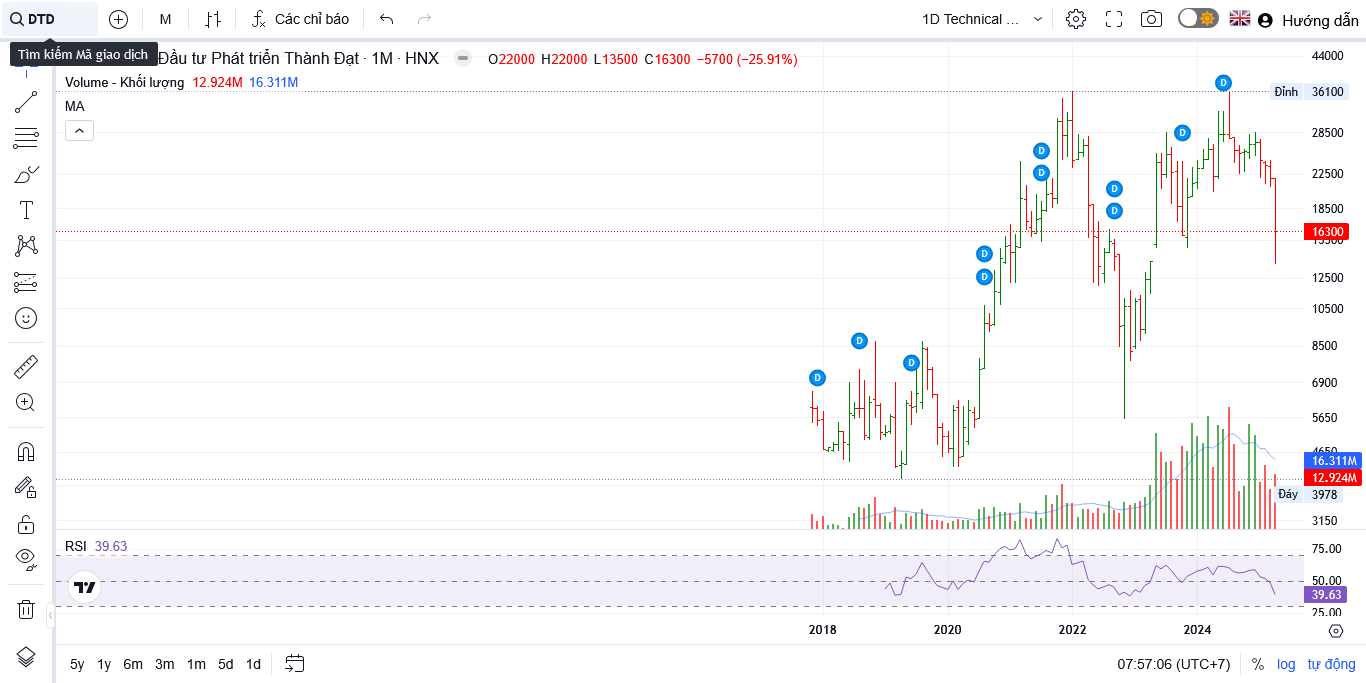 DTD
M
Các chỉ báo
1D Technical ...
Hướng dẫn
Tìm kiếm Mã giao dịch
Đầu tư Phát triển Thành Đạt · 1M · HNX
O22000 H22000 L13500 C16300 −5700 (−25.91%)
Volume - Khối lượng 12.924M 16.311M
MA
D
D
D
D
D
D
D
D
D
D
D
D
44000
Đỉnh 36100
28500
22500
18500
16300
15500
12500
10500
8500
6900
5650
4650
16.311M
12.924M
Đáy 3978
3150
RSI 39.63
75.00
50.00
39.63
25.00
2018 2020 2022 2024
5y 1y 6m 3m 1m 5d 1d
07:57:06 (UTC+7) % log tự động